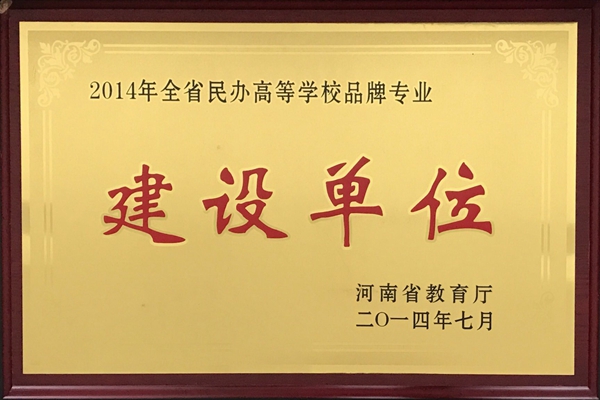 2014年全省民办高等学校品牌专业
建设单位
河南省教育厅
二〇一四年七月